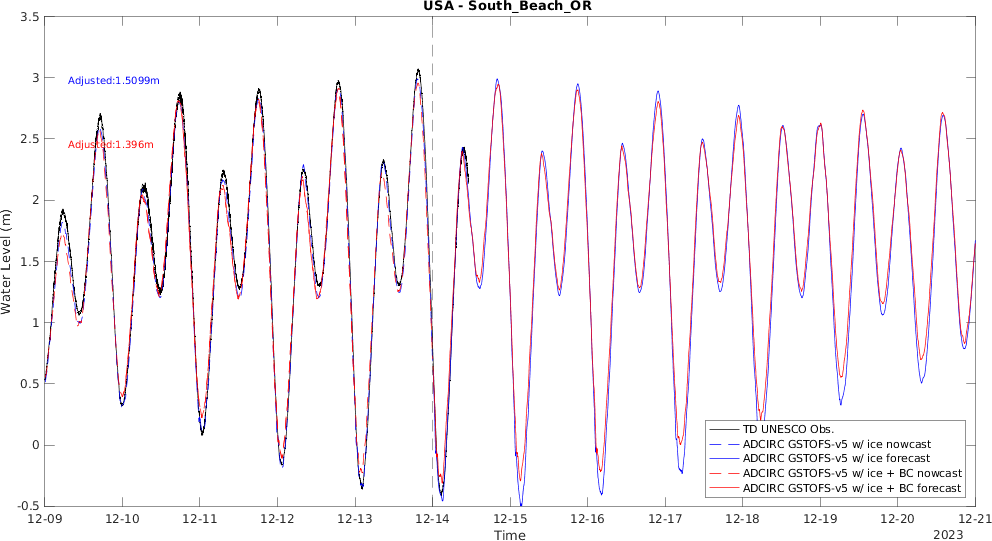 USA - South_Beach_OR
3.5
3
2.5
2
1.5
1
0.5
0
-0.5
Water Level (m)
Adjusted:1.5099m
Adjusted:1.396m
TD UNESCO Obs.
ADCIRC GSTOFS-v5 w/ ice nowcast
ADCIRC GSTOFS-v5 w/ ice forecast
ADCIRC GSTOFS-v5 w/ ice + BC nowcast
ADCIRC GSTOFS-v5 w/ ice + BC forecast
12-09 12-10 12-11 12-12 12-13 12-14 12-15 12-16 12-17 12-18 12-19 12-20 12-21
Time
2023